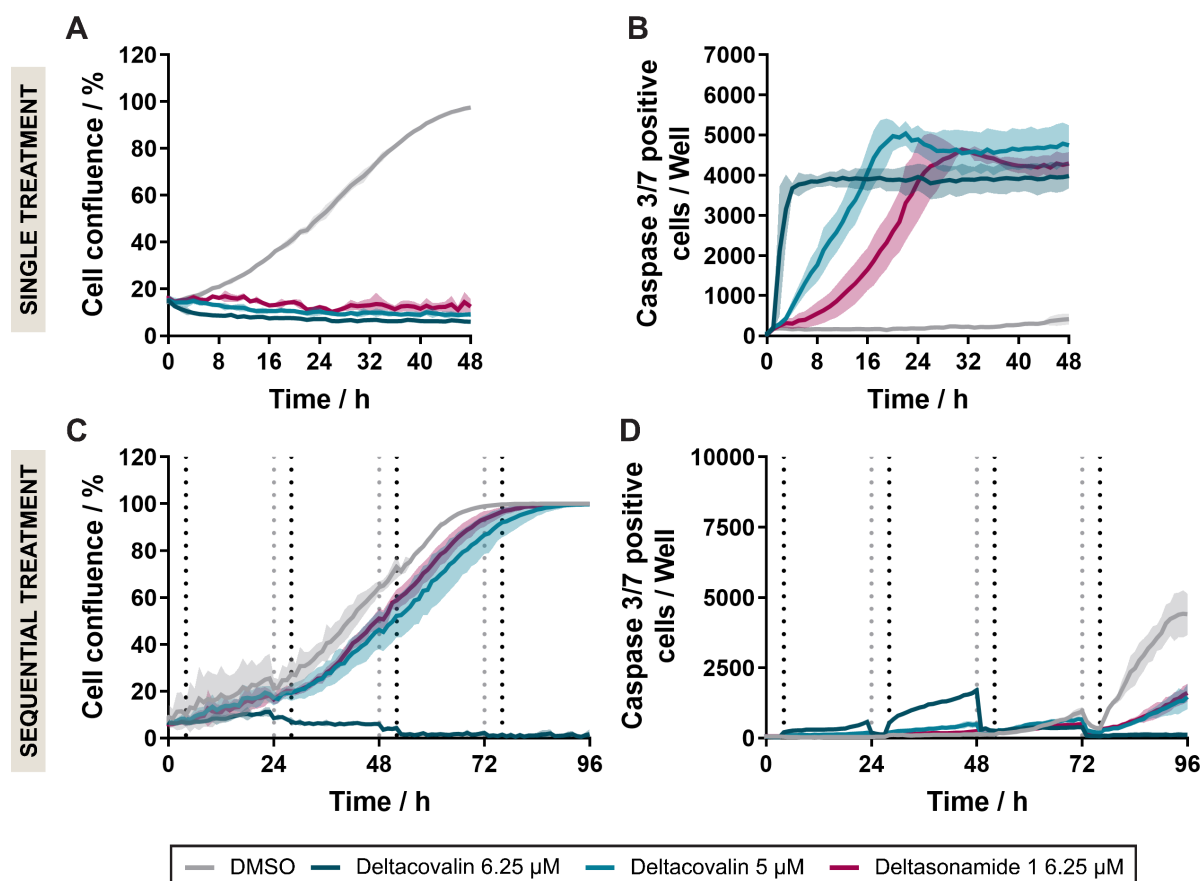 SINGLE TREATMENT
A
Cell confluence / %
120
100
80
60
40
20
0
0 8 16 24 32 40 48
Time / h
B
Caspase 3/7 positive
cells / Well
7000
6000
5000
4000
3000
2000
1000
0
0 8 16 24 32 40 48
Time / h
SEQUENTIAL TREATMENT
C
Cell confluence / %
120
100
80
60
40
20
0
0 24 48 72 96
Time / h
D
Caspase 3/7 positive
cells / Well
10000
7500
5000
2500
0
0 24 48 72 96
Time / h
DMSO Deltacovalin 6.25 µM Deltacovalin 5 µM Deltasonamide 1 6.25 µM